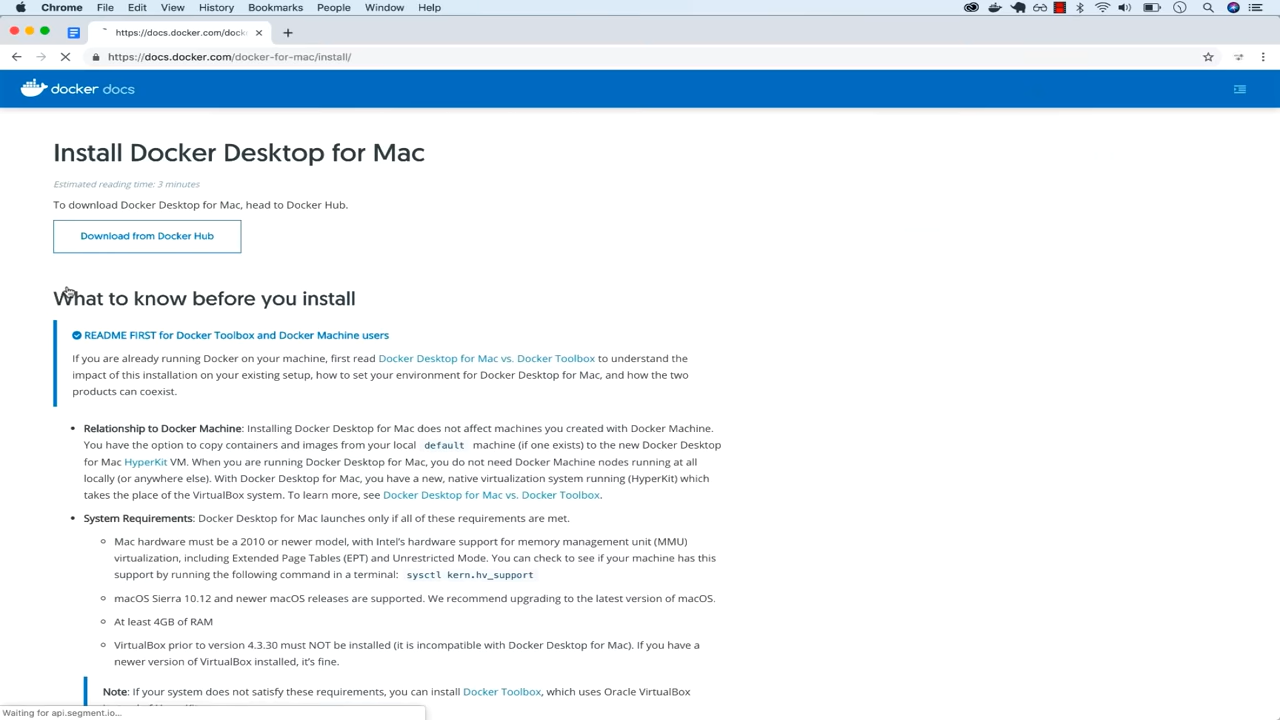 Chrome File Edit View History Bookmarks People Window Help
https://docs.docker.com/dock
https://docs.docker.com/docker-for-mac/install/
docker docs
Install Docker Desktop for Mac
Estimated reading time: 3 minutes
To download Docker Desktop for Mac, head to Docker Hub.
Download from Docker Hub
What to know before you install
README FIRST for Docker Toolbox and Docker Machine users
If you are already running Docker on your machine, first read Docker Desktop for Mac vs. Docker Toolbox to understand the
impact of this installation on your existing setup, how to set your environment for Docker Desktop for Mac, and how the two
products can coexist.
• Relationship to Docker Machine: Installing Docker Desktop for Mac does not affect machines you created with Docker Machine.
You have the option to copy containers and images from your local default machine (if one exists) to the new Docker Desktop
for Mac HyperKit VM. When you are running Docker Desktop for Mac, you do not need Docker Machine nodes running at all
locally (or anywhere else). With Docker Desktop for Mac, you have a new, native virtualization system running (HyperKit) which
takes the place of the VirtualBox system. To learn more, see Docker Desktop for Mac vs. Docker Toolbox.
• System Requirements: Docker Desktop for Mac launches only if all of these requirements are met.
Mac hardware must be a 2010 or newer model, with Intel's hardware support for memory management unit (MMU)
virtualization, including Extended Page Tables (EPT) and Unrestricted Mode. You can check to see if your machine has this
support by running the following command in a terminal: sysctl kern.hv_support
macOS Sierra 10.12 and newer macOS releases are supported. We recommend upgrading to the latest version of macOS.
At least 4GB of RAM
VirtualBox prior to version 4.3.30 must NOT be installed (it is incompatible with Docker Desktop for Mac). If you have a
newer version of VirtualBox installed, it's fine.
Note: If your system does not satisfy these requirements, you can install Docker Toolbox, which uses Oracle VirtualBox
Waiting for api.segment.io...